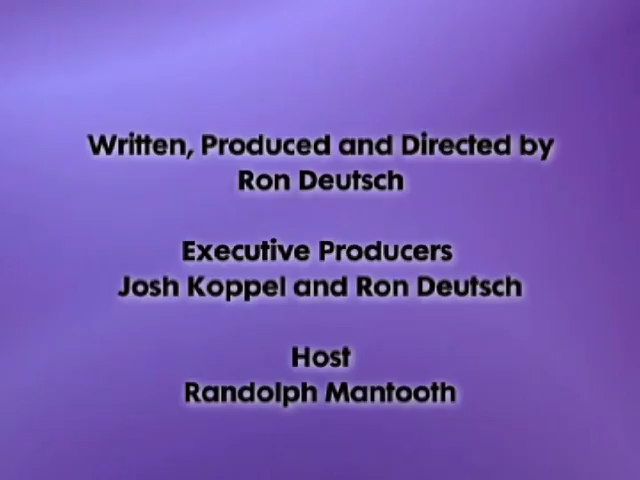 Written, Produced and Directed by
Ron Deutsch
Executive Producers
Josh Koppel and Ron Deutsch
Host
Randolph Mantooth